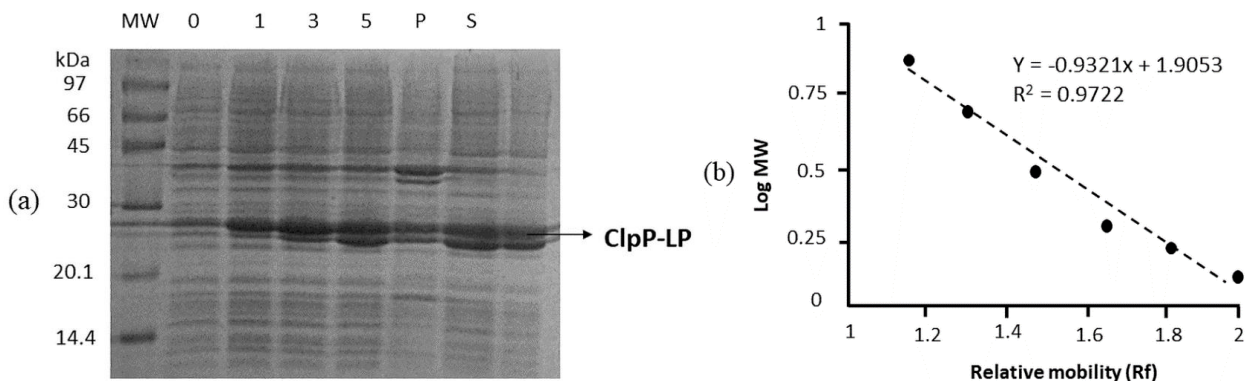 MW 0 1 3 5 P S
kDa
97
66
45
30
20.1
14.4
(a)
ClpP-LP
(b)
Y = -0.9321x + 1.9053
R² = 0.9722
Log MW
1
0.75
0.5
0.25
0
1 1.2 1.4 1.6 1.8 2
Relative mobility (Rf)